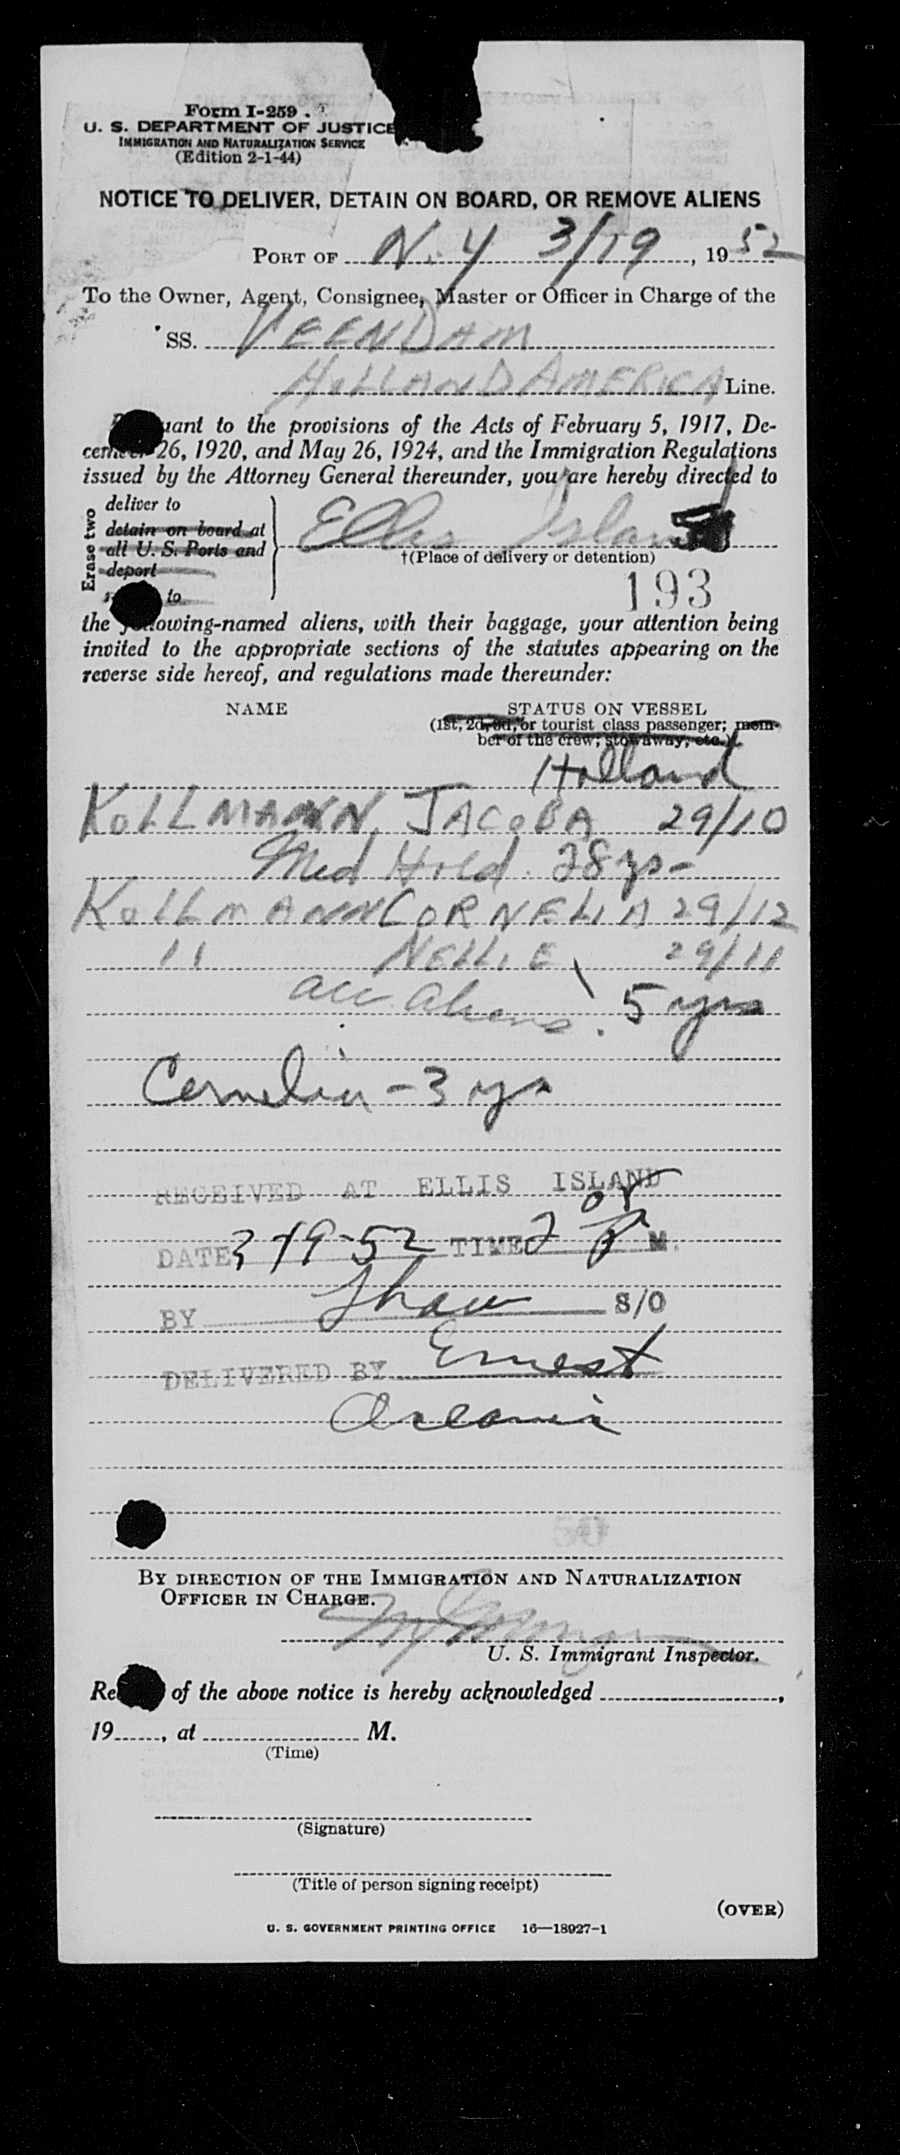 Form I-259
U. S. DEPARTMENT OF JUSTICE
IMMIGRATION AND NATURALIZATION SERVICE
(Edition 2-1-44)
NOTICE TO DELIVER, DETAIN ON BOARD, OR REMOVE ALIENS
PORT OF N.Y 3/19, 1952
To the Owner, Agent, Consignee, Master or Officer in Charge of the
SS. VEENDAM
HOLLAND AMERICA Line.
uant to the provisions of the Acts of February 5, 1917, De-
cember 26, 1920, and May 26, 1924, and the Immigration Regulations
issued by the Attorney General thereunder, you are hereby directed to
Erase two
deliver to
detain on board at
all U. S. Ports and
deport
to
Ellis Island
†(Place of delivery or detention)
193
the following-named aliens, with their baggage, your attention being
invited to the appropriate sections of the statutes appearing on the
reverse side hereof, and regulations made thereunder:
NAME STATUS ON VESSEL
(1st, 2d, 3d, or tourist class passenger; mem-
ber of the crew; stowaway, etc.)
Holland
KOLLMANN, JACOBA 29/10
Med Hold. 28 ys-
KOLLMANN CORNELIA 29/12
" NELLIE 29/11
all aliens. 5 yrs
Cornelia - 3 yrs
RECEIVED AT ELLIS ISLAND
DATE 3-19-52 TIME 2 08 P M.
BY Shaw S/O
DELIVERED BY Ernest
BY DIRECTION OF THE IMMIGRATION AND NATURALIZATION
OFFICER IN CHARGE.
U. S. Immigrant Inspector.
Re of the above notice is hereby acknowledged ,
19 , at M.
(Time)
(Signature)
(Title of person signing receipt)
(OVER)
U. S. GOVERNMENT PRINTING OFFICE 16—18927-1